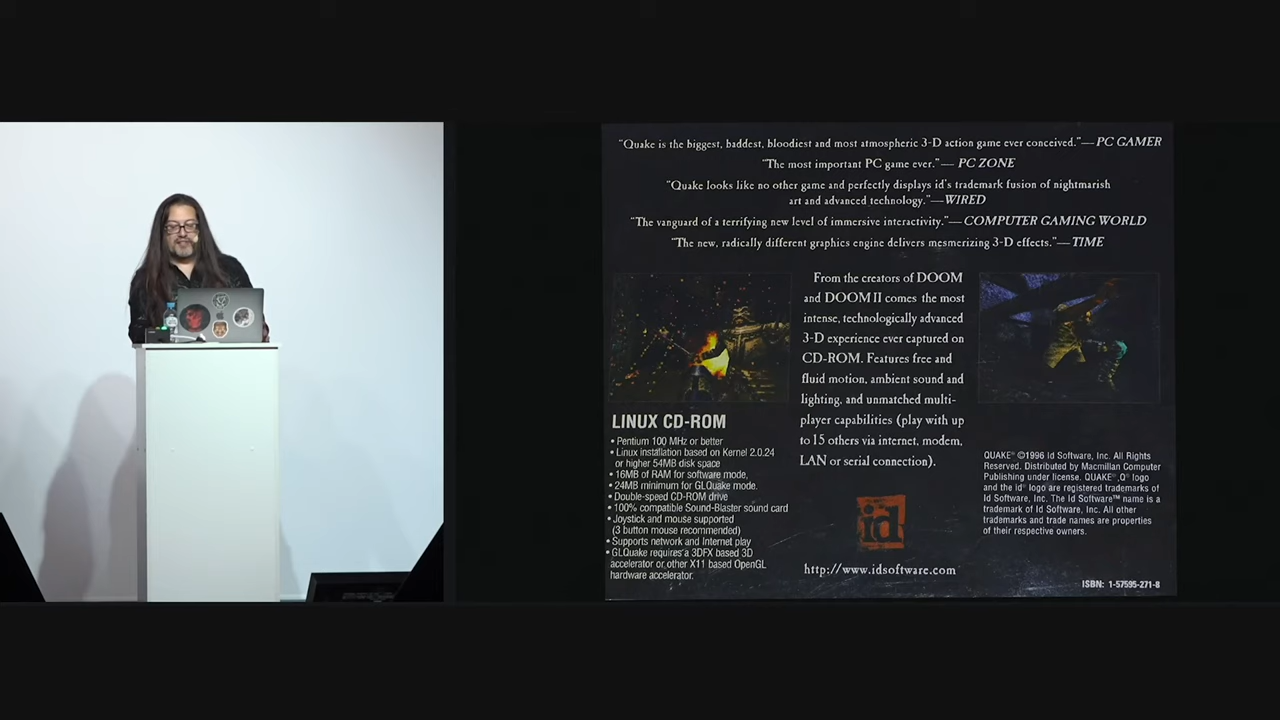 “Quake is the biggest, baddest, bloodiest and most atmospheric 3-D action game ever conceived.”— PC GAMER
“The most important PC game ever.”— PC ZONE
“Quake looks like no other game and perfectly displays id's trademark fusion of nightmarish
art and advanced technology.”—WIRED
“The vanguard of a terrifying new level of immersive interactivity.”— COMPUTER GAMING WORLD
“The new, radically different graphics engine delivers mesmerizing 3-D effects.”— TIME
From the creators of DOOM
and DOOM II comes the most
intense, technologically advanced
3-D experience ever captured on
CD-ROM. Features free and
fluid motion, ambient sound and
lighting, and unmatched multi-
player capabilities (play with up
to 15 others via internet, modem,
LAN or serial connection).
LINUX CD-ROM
• Pentium 100 MHz or better
• Linux installation based on Kernel 2.0.24
or higher 54MB disk space
• 16MB of RAM for software mode,
• 24MB minimum for GLQuake mode.
• Double-speed CD-ROM drive
• 100% compatible Sound-Blaster sound card
• Joystick and mouse supported
(3 button mouse recommended)
• Supports network and Internet play
• GLQuake requires a 3DFX based 3D
accelerator or other X11 based OpenGL
hardware accelerator.
id
http://www.idsoftware.com
QUAKE® ©1996 Id Software, Inc. All Rights
Reserved. Distributed by Macmillan Computer
Publishing under license. QUAKE®,Q® logo
and the id® logo are registered trademarks of
Id Software, Inc. The Id Software™ name is a
trademark of Id Software, Inc. All other
trademarks and trade names are properties
of their respective owners.
ISBN: 1-57595-271-8